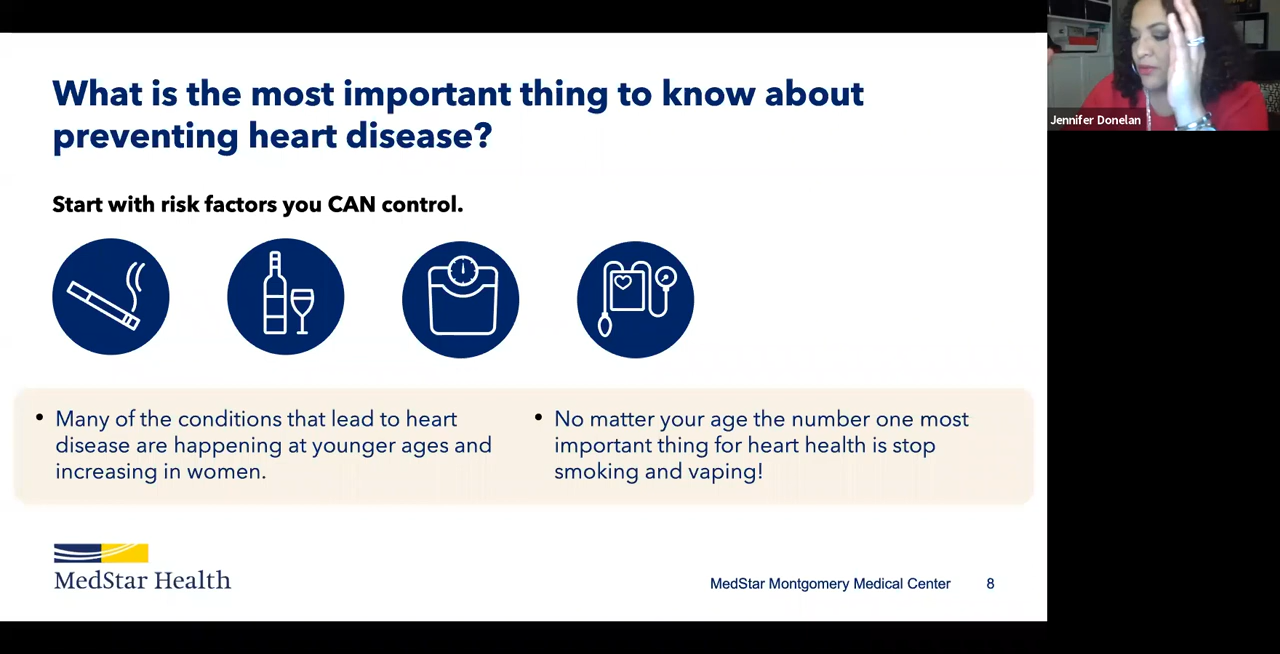 What is the most important thing to know about
preventing heart disease?
Start with risk factors you CAN control.
• Many of the conditions that lead to heart
disease are happening at younger ages and
increasing in women.
• No matter your age the number one most
important thing for heart health is stop
smoking and vaping!
MedStar Health
MedStar Montgomery Medical Center 8
Jennifer Donelan